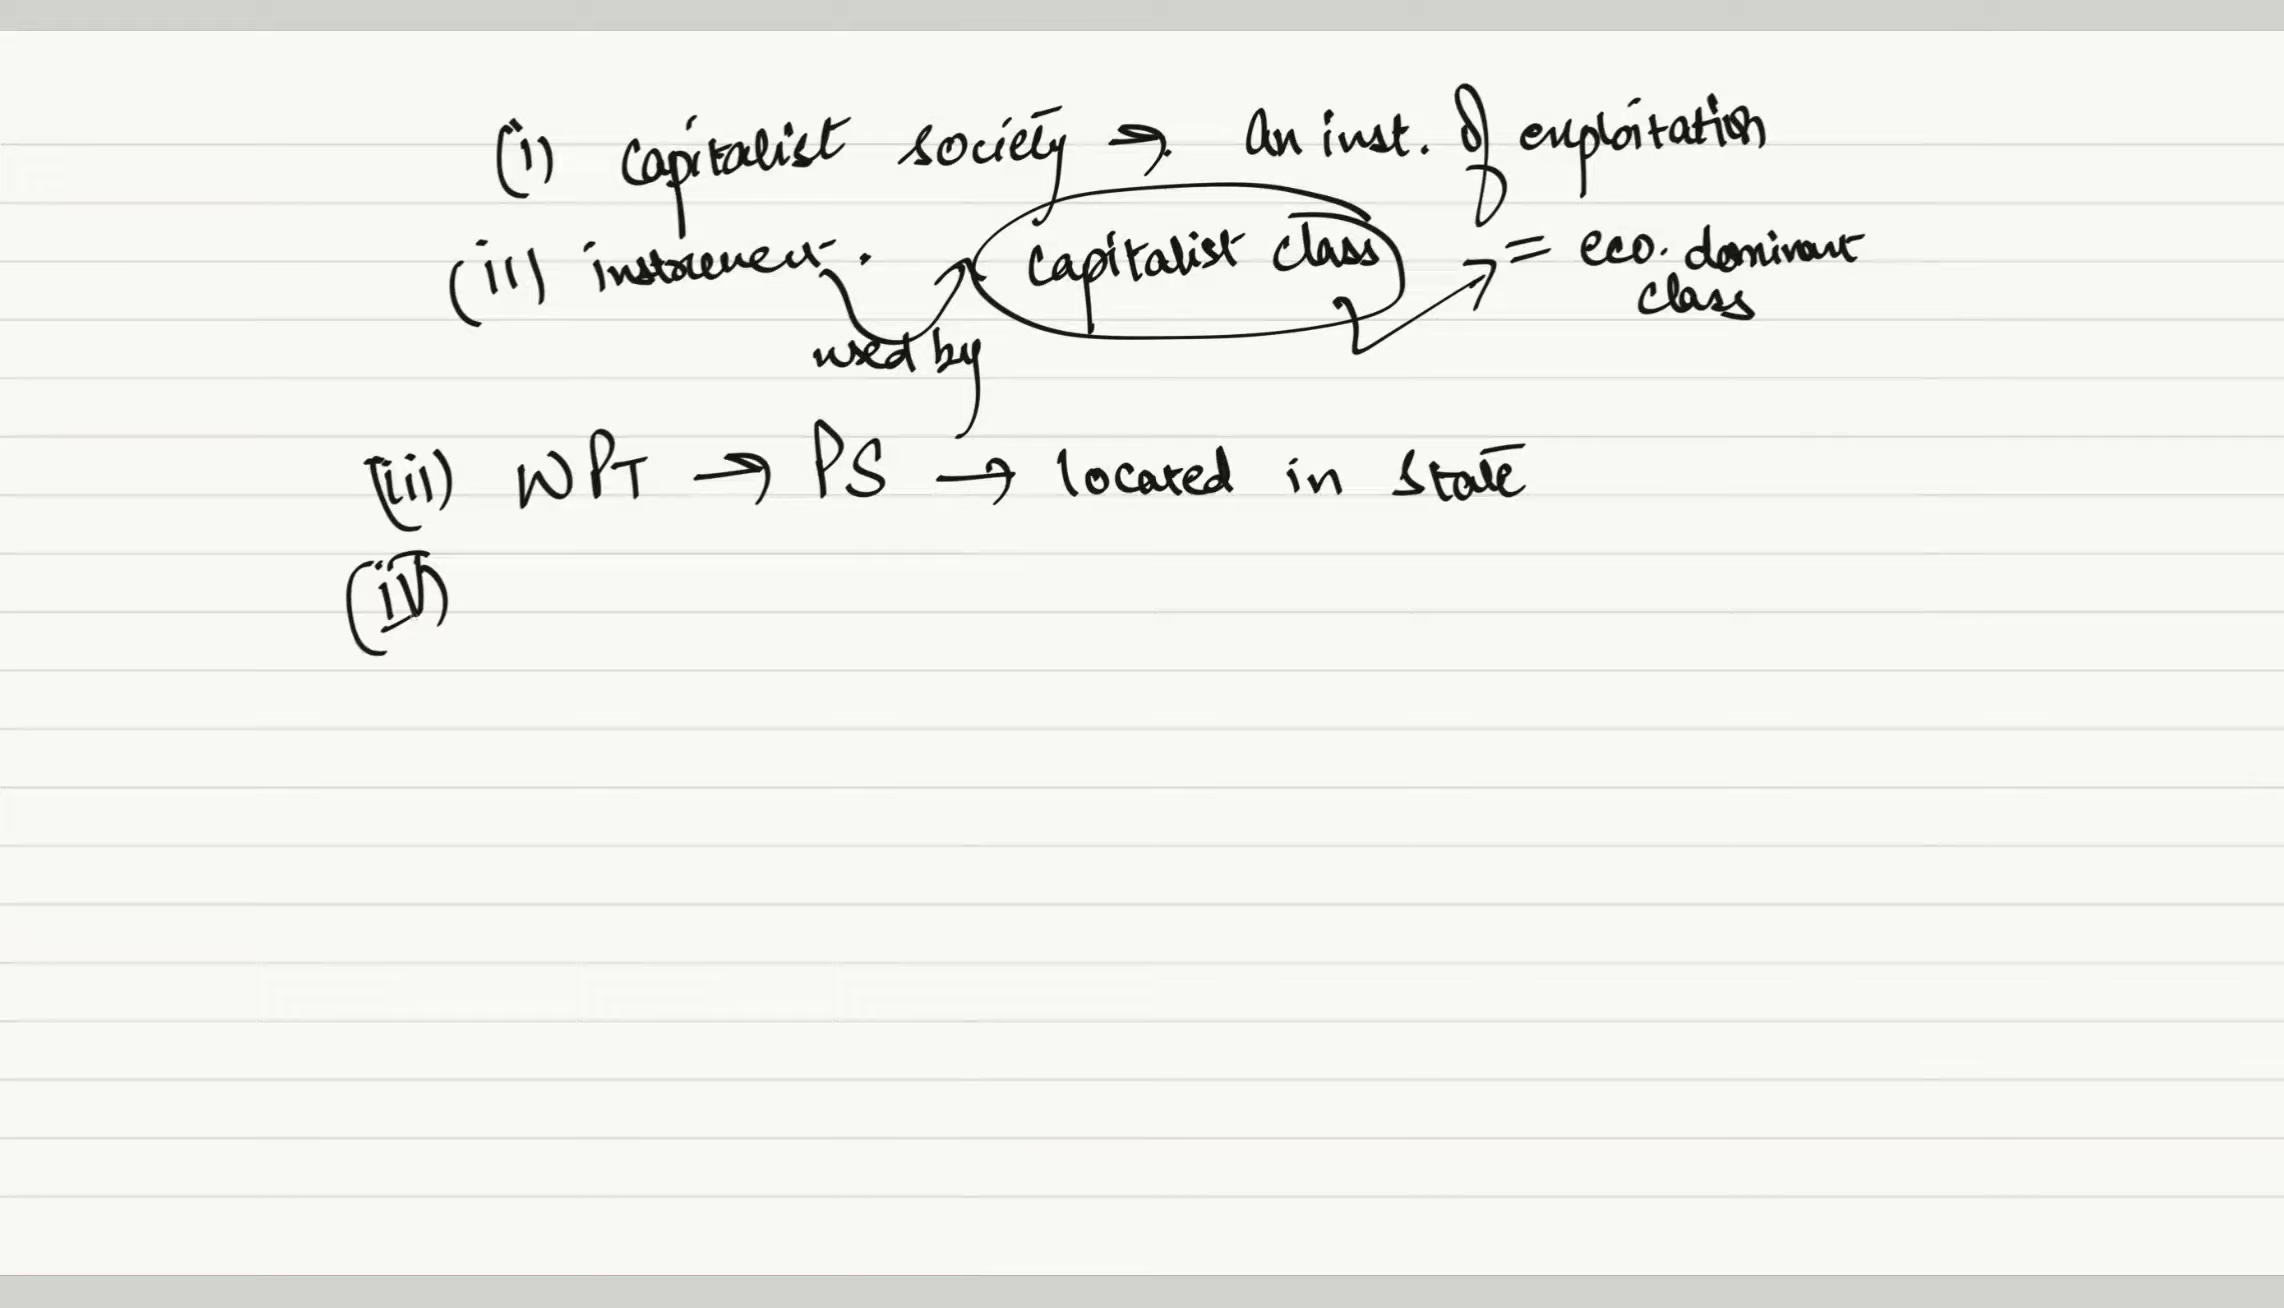 (i) Capitalist society → An inst. of exploitation
(ii) instrument. Capitalist class = eco. dominant
class
used by
(iii) WPT → PS → located in state
(iv)